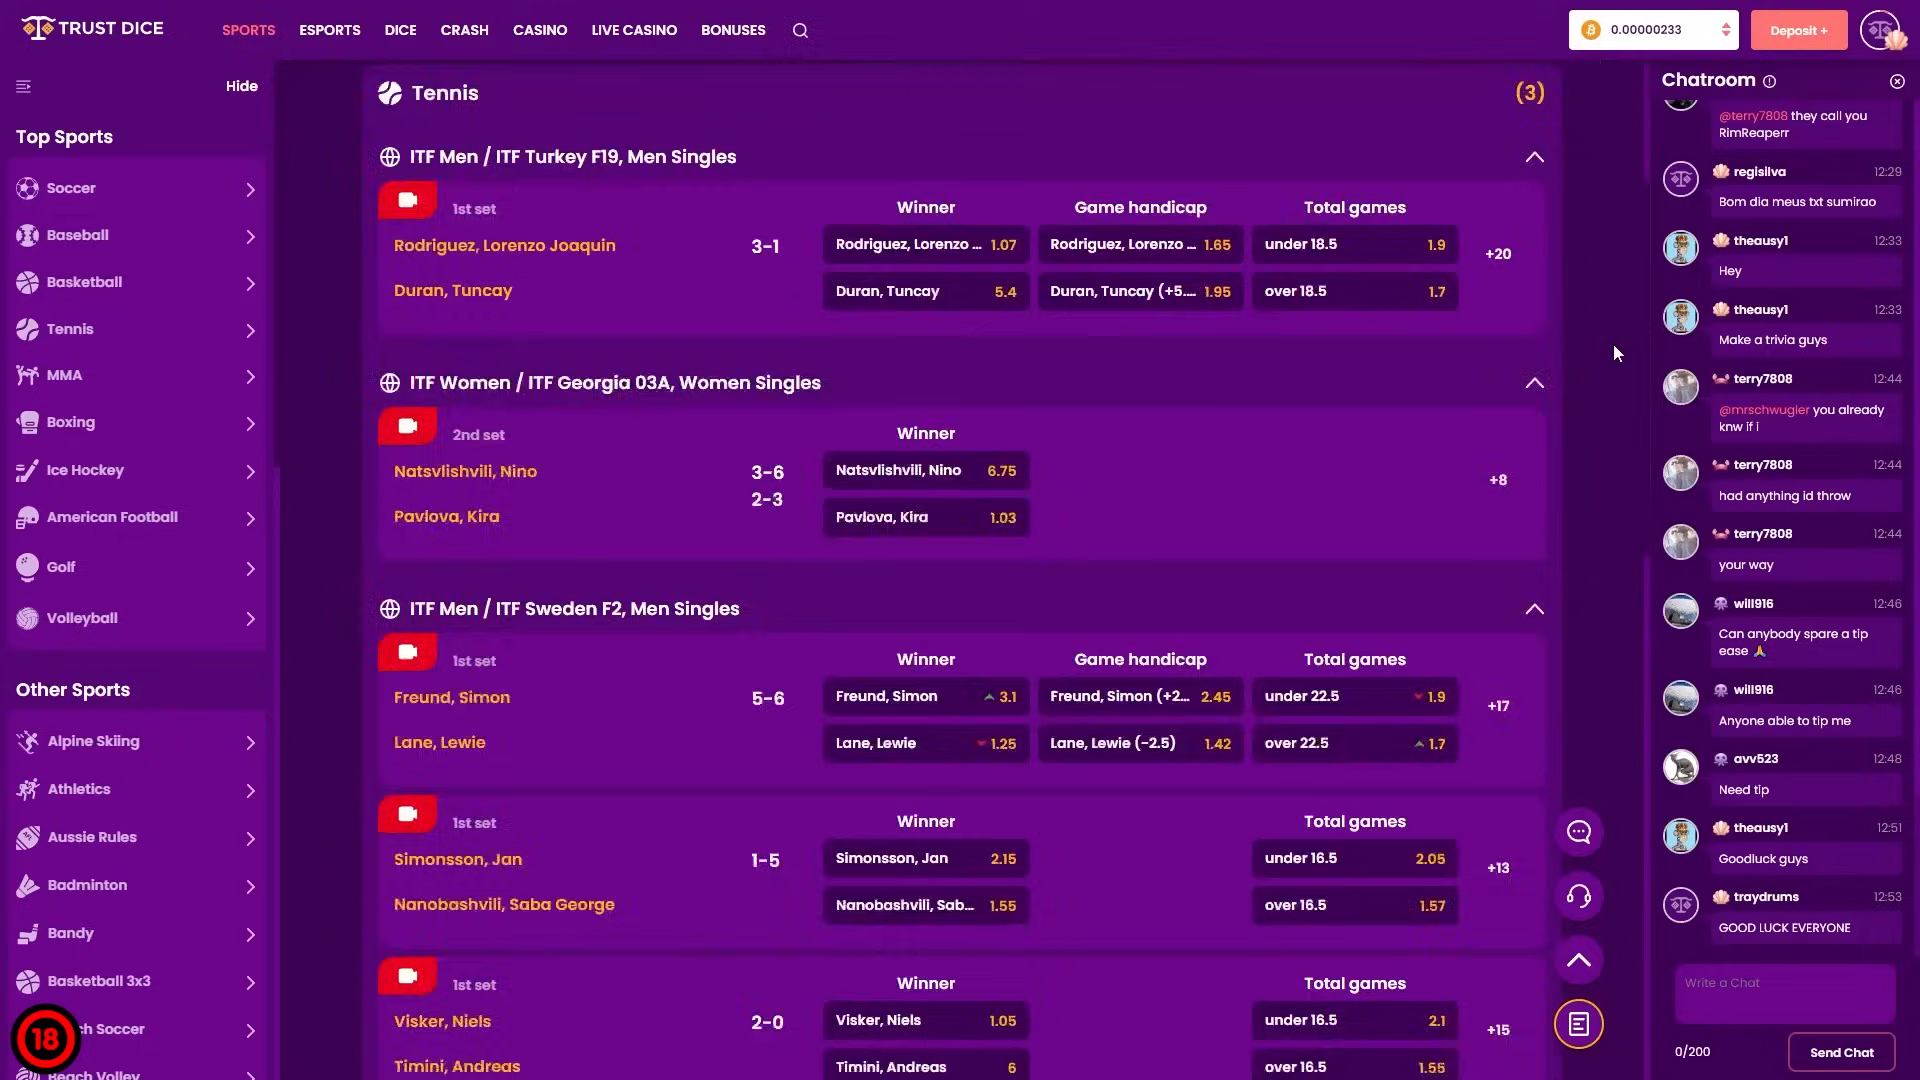 TRUST DICE
SPORTS
ESPORTS
DICE
CRASH
CASINO
LIVE CASINO
BONUSES
0.00000233
Deposit +
Hide
Top Sports
Soccer
Baseball
Basketball
Tennis
MMA
Boxing
Ice Hockey
American Football
Golf
Volleyball
Other Sports
Alpine Skiing
Athletics
Aussie Rules
Badminton
Bandy
Basketball 3x3
ch Soccer
Beach Volley
18
Tennis
(3)
ITF Men / ITF Turkey F19, Men Singles
1st set
Winner
Game handicap
Total games
Rodriguez, Lorenzo Joaquin
3-1
Rodriguez, Lorenzo ... 1.07
Rodriguez, Lorenzo ... 1.65
under 18.5 1.9
+20
Duran, Tuncay
Duran, Tuncay 5.4
Duran, Tuncay (+5.... 1.95
over 18.5 1.7
ITF Women / ITF Georgia 03A, Women Singles
2nd set
Winner
Natsvlishvili, Nino
3-6
2-3
Natsvlishvili, Nino 6.75
+8
Pavlova, Kira
Pavlova, Kira 1.03
ITF Men / ITF Sweden F2, Men Singles
1st set
Winner
Game handicap
Total games
Freund, Simon
5-6
Freund, Simon 3.1
Freund, Simon (+2... 2.45
under 22.5 1.9
+17
Lane, Lewie
Lane, Lewie 1.25
Lane, Lewie (-2.5) 1.42
over 22.5 1.7
1st set
Winner
Total games
Simonsson, Jan
1-5
Simonsson, Jan 2.15
under 16.5 2.05
+13
Nanobashvili, Saba George
Nanobashvili, Sab... 1.55
over 16.5 1.57
1st set
Winner
Total games
Visker, Niels
2-0
Visker, Niels 1.05
under 16.5 2.1
+15
Timini, Andreas
Timini, Andreas 6
over 16.5 1.55
Chatroom
@terry7808 they call you
RimReaperr
regisilva 12:29
Bom dia meus txt sumirao
theausy1 12:33
Hey
theausy1 12:33
Make a trivia guys
terry7808 12:44
@mrschwugler you already
knw if i
terry7808 12:44
had anything id throw
terry7808 12:44
your way
will916 12:46
Can anybody spare a tip
ease 🙏
will916 12:46
Anyone able to tip me
avv523 12:48
Need tip
theausy1 12:51
Goodluck guys
traydrums 12:53
GOOD LUCK EVERYONE
Write a Chat
0/200
Send Chat